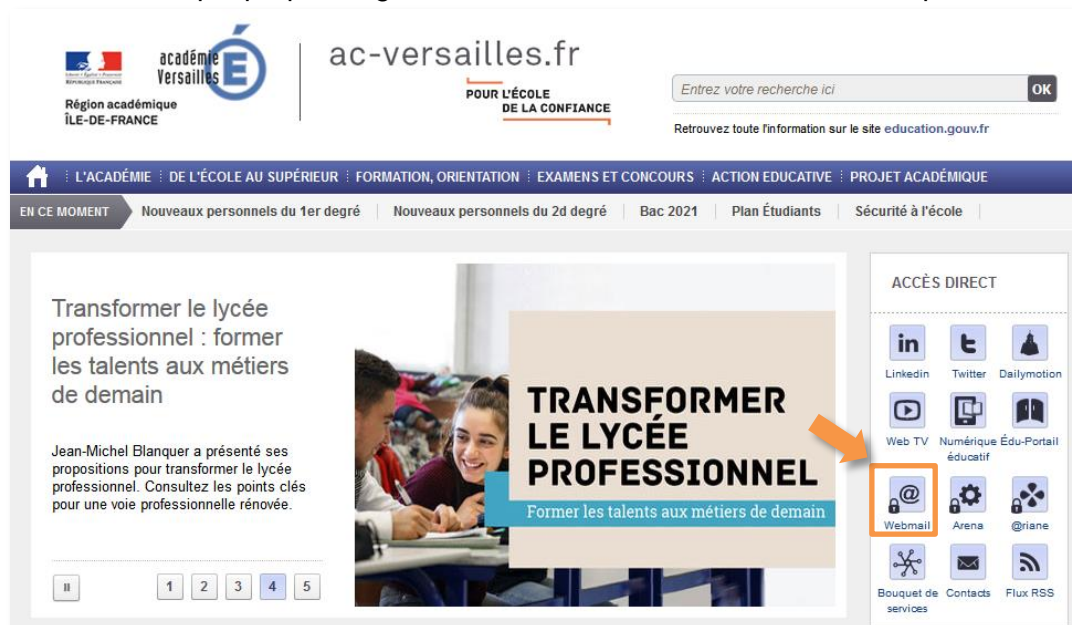 académie
Versailles
É
Liberté • Égalité • Fraternité
RÉPUBLIQUE FRANÇAISE
Région académique
ÎLE-DE-FRANCE
ac-versailles.fr
POUR L'ÉCOLE
DE LA CONFIANCE
Entrez votre recherche ici OK
Retrouvez toute l'information sur le site education.gouv.fr
L'ACADÉMIE DE L'ÉCOLE AU SUPÉRIEUR FORMATION, ORIENTATION EXAMENS ET CONCOURS ACTION EDUCATIVE PROJET ACADÉMIQUE
EN CE MOMENT Nouveaux personnels du 1er degré Nouveaux personnels du 2d degré Bac 2021 Plan Étudiants Sécurité à l'école
Transformer le lycée
professionnel : former
les talents aux métiers
de demain
Jean-Michel Blanquer a présenté ses
propositions pour transformer le lycée
professionnel. Consultez les points clés
pour une voie professionnelle rénovée.
1 2 3 4 5
TRANSFORMER
LE LYCÉE
PROFESSIONNEL
Former les talents aux métiers de demain
ACCÈS DIRECT
in
Linkedin Twitter Dailymotion
Web TV Numérique Édu-Portail
éducatif
@
Webmail Arena @riane
Bouquet de Contacts Flux RSS
services